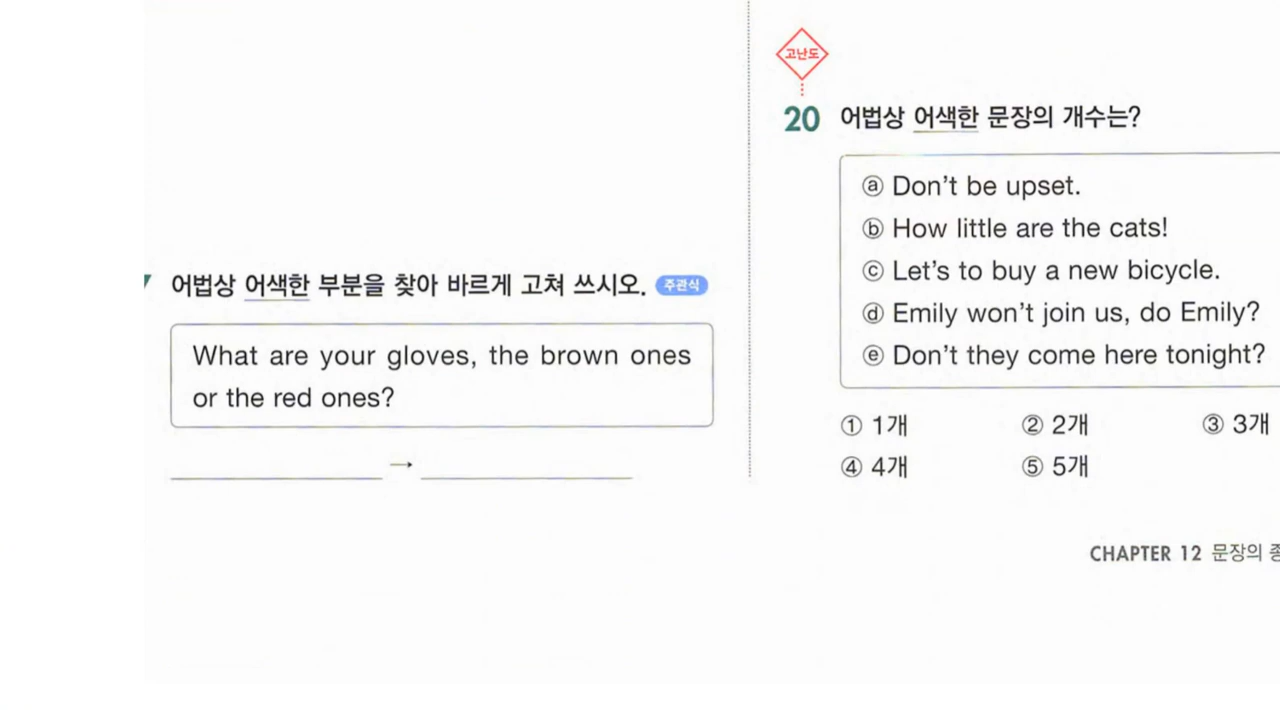 어법상 어색한 부분을 찾아 바르게 고쳐 쓰시오. 주관식
What are your gloves, the brown ones
or the red ones?
→
고난도
20 어법상 어색한 문장의 개수는?
ⓐ Don't be upset.
ⓑ How little are the cats!
ⓒ Let's to buy a new bicycle.
ⓓ Emily won't join us, do Emily?
ⓔ Don't they come here tonight?
① 1개 ② 2개 ③ 3개
④ 4개 ⑤ 5개
CHAPTER 12 문장의